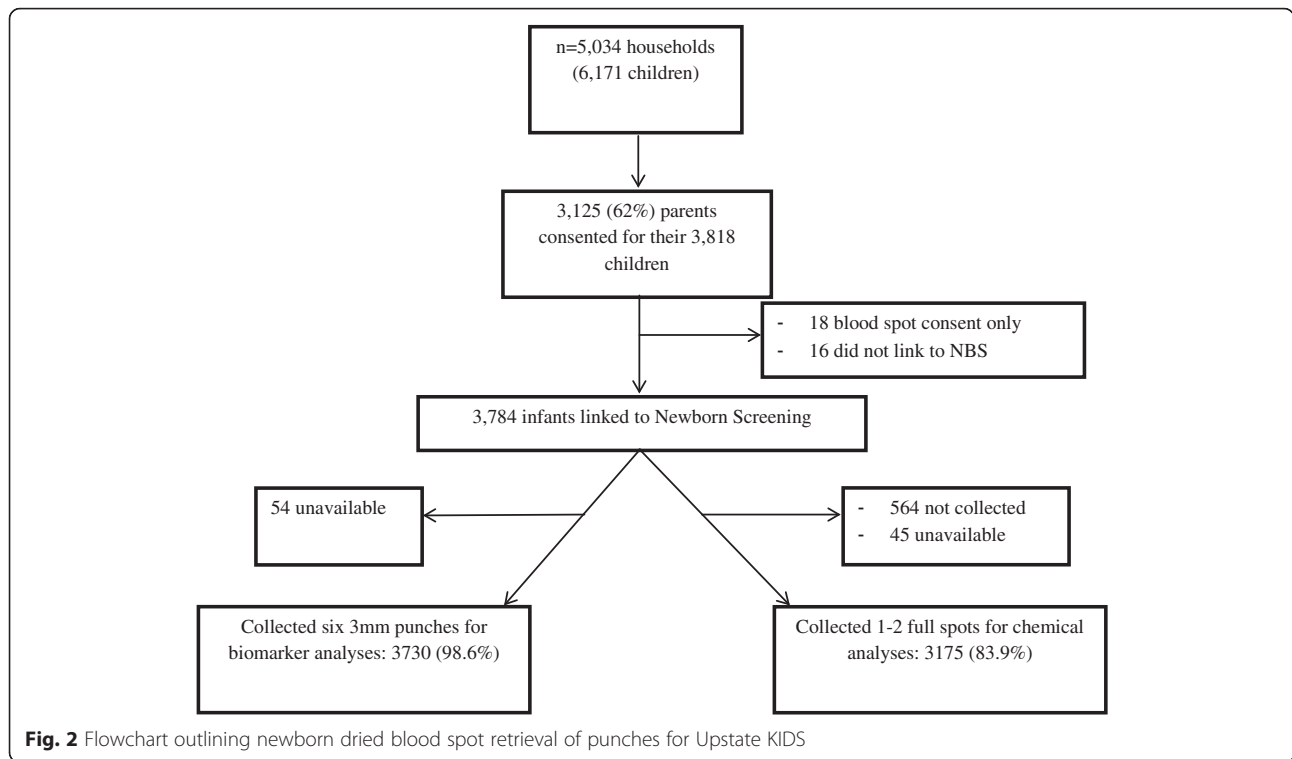 n=5,034 households
(6,171 children)
3,125 (62%) parents
consented for their 3,818
children
- 18 blood spot consent only
- 16 did not link to NBS
3,784 infants linked to Newborn Screening
54 unavailable
- 564 not collected
- 45 unavailable
Collected six 3mm punches for
biomarker analyses: 3730 (98.6%)
Collected 1-2 full spots for chemical
analyses: 3175 (83.9%)
Fig. 2 Flowchart outlining newborn dried blood spot retrieval of punches for Upstate KIDS